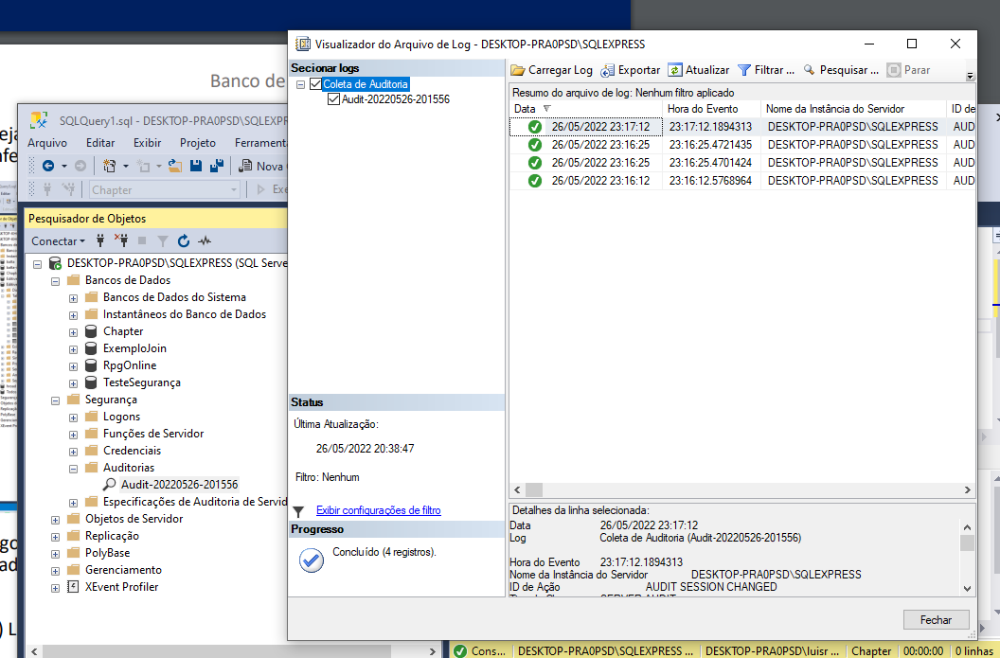 Banco de
SQLQuery1.sql - DESKTOP-PRA0PSD\SQLEXPR
Arquivo Editar Exibir Projeto Ferrament
Nova
Chapter Exe
Pesquisador de Objetos
Conectar
DESKTOP-PRA0PSD\SQLEXPRESS (SQL Serve
Bancos de Dados
Bancos de Dados do Sistema
Instantâneos do Banco de Dados
Chapter
ExemploJoin
RpgOnline
TesteSegurança
Segurança
Logons
Funções de Servidor
Credenciais
Auditorias
Audit-20220526-201556
Especificações de Auditoria de Servid
Objetos de Servidor
Replicação
PolyBase
Gerenciamento
XEvent Profiler
Visualizador do Arquivo de Log - DESKTOP-PRA0PSD\SQLEXPRESS
Secionar logs
Coleta de Auditoria
Audit-20220526-201556
Status
Última Atualização:
26/05/2022 20:38:47
Filtro: Nenhum
Exibir configurações de filtro
Progresso
Concluído (4 registros).
Carregar Log Exportar Atualizar Filtrar ... Pesquisar ... Parar
Resumo do arquivo de log: Nenhum filtro aplicado
Data Hora do Evento Nome da Instância do Servidor ID de
26/05/2022 23:17:12 23:17:12.1894313 DESKTOP-PRA0PSD\SQLEXPRESS AUD
26/05/2022 23:16:25 23:16:25.4721435 DESKTOP-PRA0PSD\SQLEXPRESS AUD
26/05/2022 23:16:25 23:16:25.4701424 DESKTOP-PRA0PSD\SQLEXPRESS AUD
26/05/2022 23:16:12 23:16:12.5768964 DESKTOP-PRA0PSD\SQLEXPRESS AUD
Detalhes da linha selecionada:
Data 26/05/2022 23:17:12
Log Coleta de Auditoria (Audit-20220526-201556)
Hora do Evento 23:17:12.1894313
Nome da Instância do Servidor DESKTOP-PRA0PSD\SQLEXPRESS
ID de Ação AUDIT SESSION CHANGED
Fechar
Cons... DESKTOP-PRA0PSD\SQLEXPRESS ... DESKTOP-PRA0PSD\luisr ... Chapter 00:00:00 0 linhas